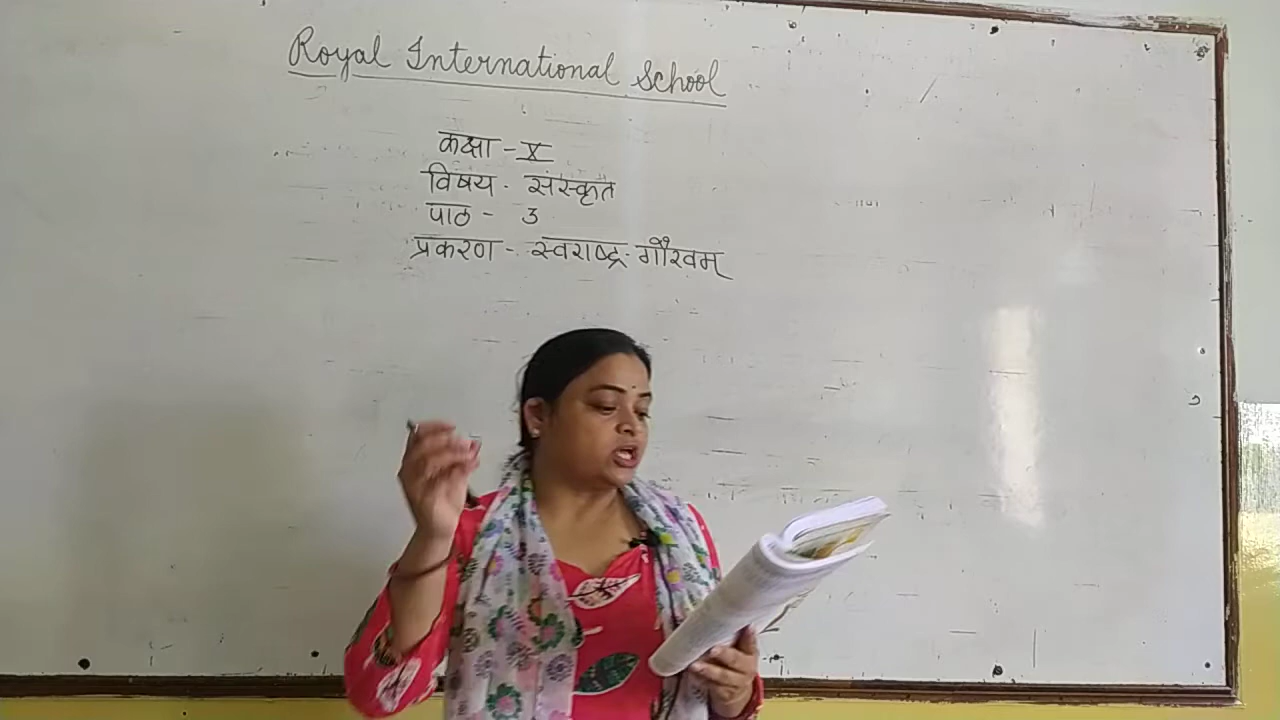 Royal International School
कक्षा - X
विषय - संस्कृत
पाठ - 3
प्रकरण - स्वराष्ट्र-गौरवम्